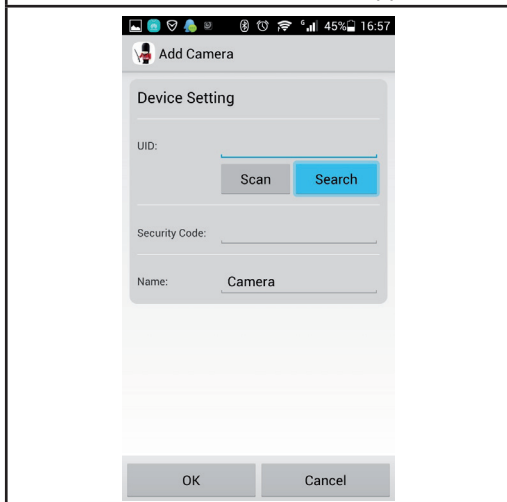 45% 16:57
Add Camera
Device Setting
UID:
Scan Search
Security Code:
Name: Camera
OK Cancel